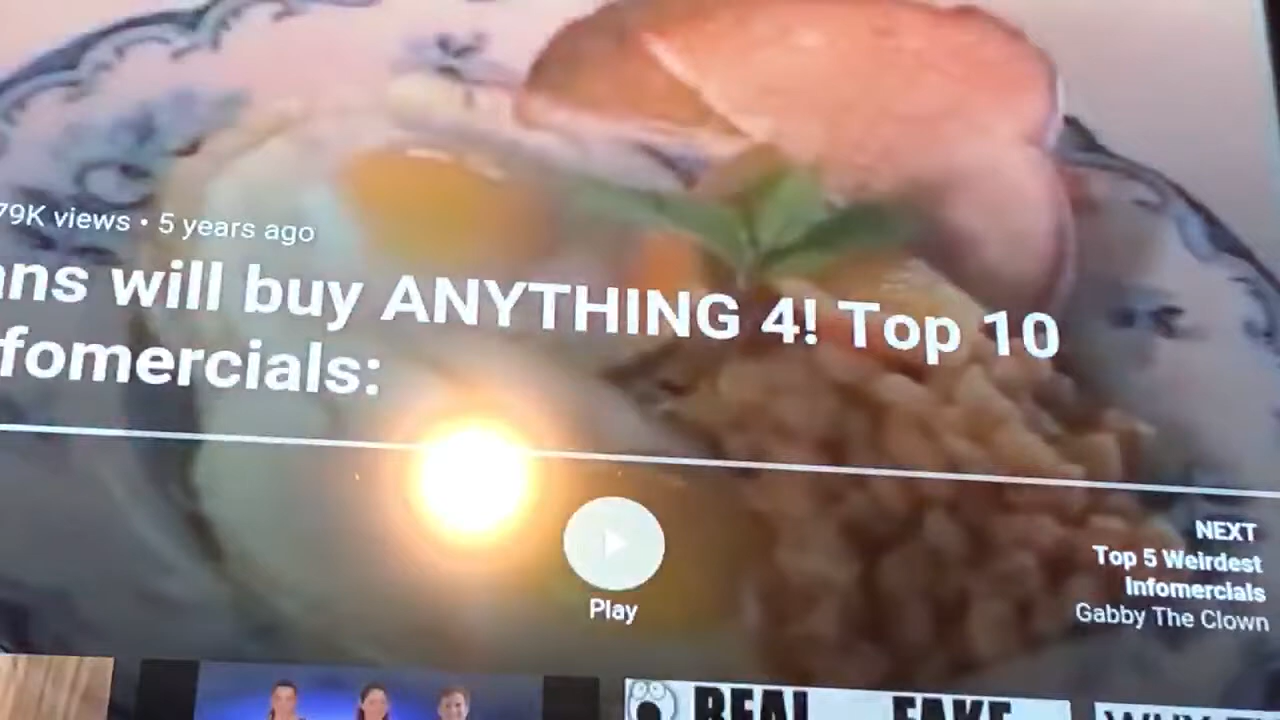 79K views • 5 years ago
ans will buy ANYTHING 4! Top 10
fomercials:
Play
NEXT
Top 5 Weirdest
Infomercials
Gabby The Clown
REAL FAKE